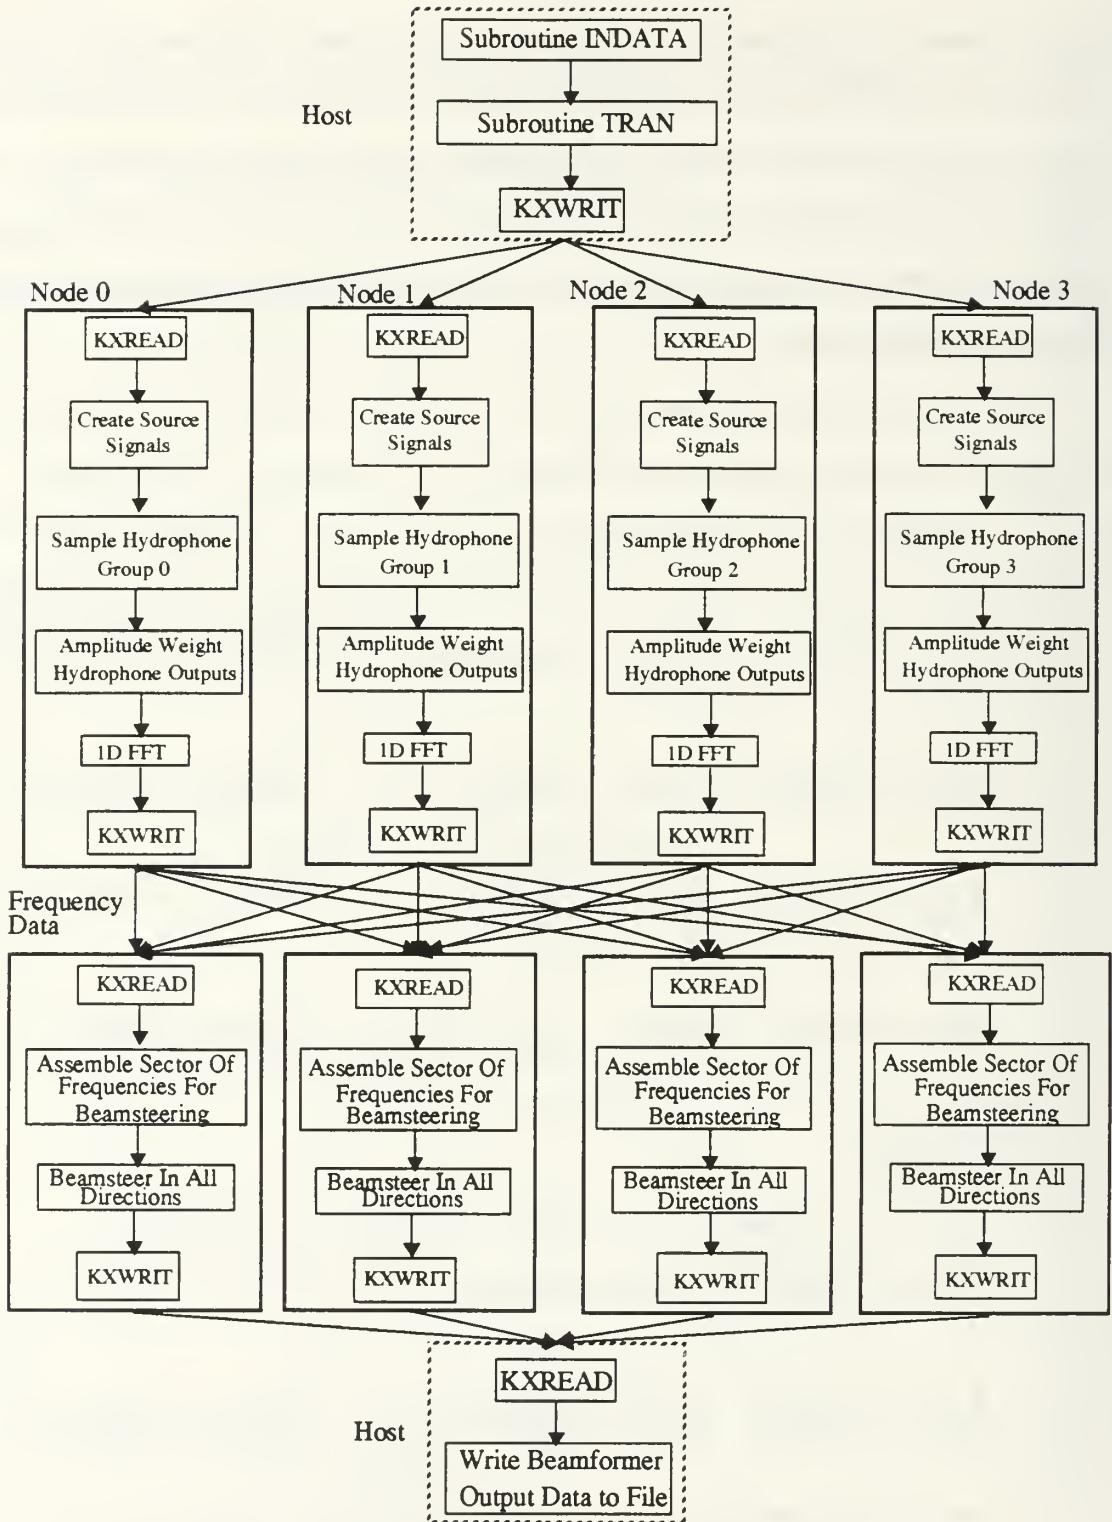 Subroutine INDATA
Host
Subroutine TRAN
KXWRIT
Node 0
Node 1
Node 2
Node 3
KXREAD
KXREAD
KXREAD
KXREAD
Create Source
Signals
Create Source
Signals
Create Source
Signals
Create Source
Signals
Sample Hydrophone
Group 0
Sample Hydrophone
Group 1
Sample Hydrophone
Group 2
Sample Hydrophone
Group 3
Amplitude Weight
Hydrophone Outputs
Amplitude Weight
Hydrophone Outputs
Amplitude Weight
Hydrophone Outputs
Amplitude Weight
Hydrophone Outputs
1D FFT
1D FFT
1D FFT
1D FFT
KXWRIT
KXWRIT
KXWRIT
KXWRIT
Frequency
Data
KXREAD
KXREAD
KXREAD
KXREAD
Assemble Sector Of
Frequencies For
Beamsteering
Assemble Sector Of
Frequencies For
Beamsteering
Assemble Sector Of
Frequencies For
Beamsteering
Assemble Sector Of
Frequencies For
Beamsteering
Beamsteer In All
Directions
Beamsteer In All
Directions
Beamsteer In All
Directions
Beamsteer In All
Directions
KXWRIT
KXWRIT
KXWRIT
KXWRIT
KXREAD
Host
Write Beamformer
Output Data to File